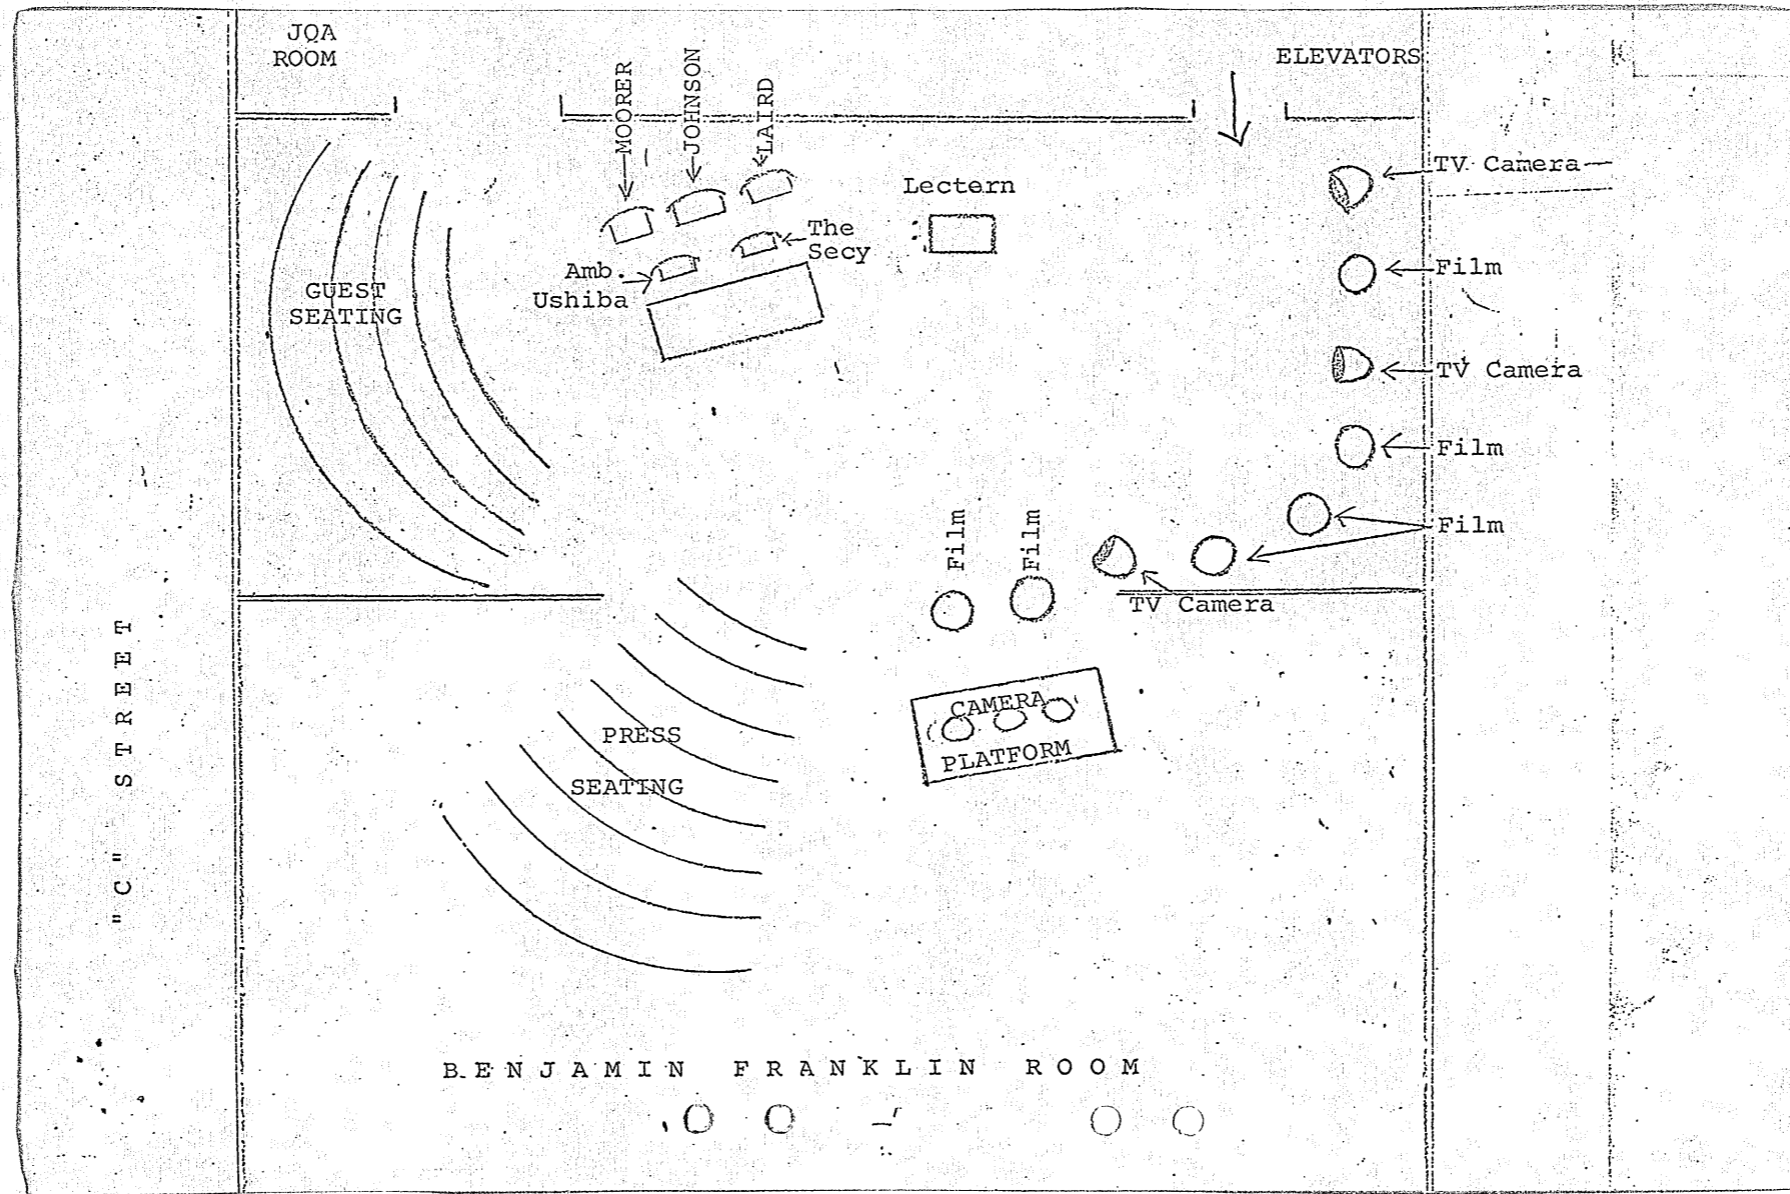 JQA
ROOM
MOORER
JOHNSON
LAIRD
ELEVATORS
TV Camera
Lectern
The
Secy
Amb.
Ushiba
Film
GUEST
SEATING
TV Camera
Film
Film
Film
Film
TV Camera
"C" STREET
CAMERA
PLATFORM
PRESS
SEATING
BENJAMIN FRANKLIN ROOM